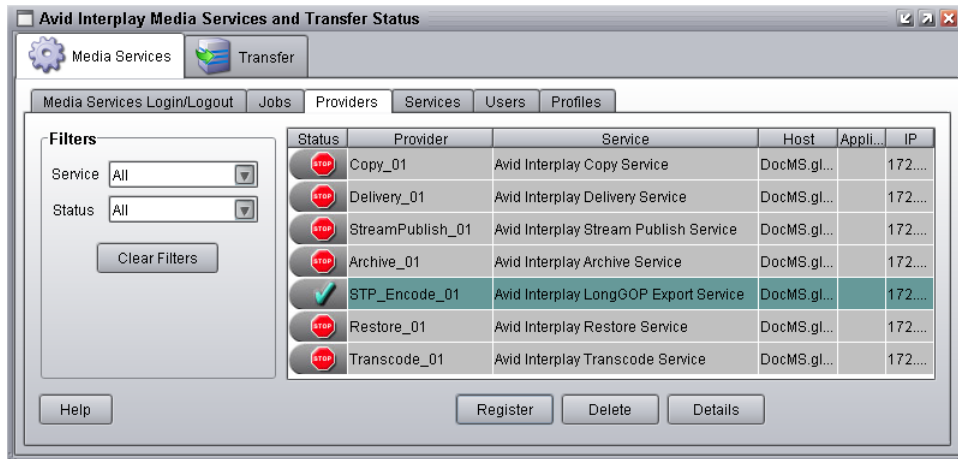 Avid Interplay Media Services and Transfer Status
Media Services Transfer
Media Services Login/Logout Jobs Providers Services Users Profiles
Filters
Service All
Status All
Clear Filters
Status Provider Service Host Appli... IP
STOP Copy_01 Avid Interplay Copy Service DocMS.gl... 172....
STOP Delivery_01 Avid Interplay Delivery Service DocMS.gl... 172....
STOP StreamPublish_01 Avid Interplay Stream Publish Service DocMS.gl... 172....
STOP Archive_01 Avid Interplay Archive Service DocMS.gl... 172....
STP_Encode_01 Avid Interplay LongGOP Export Service DocMS.gl... 172....
STOP Restore_01 Avid Interplay Restore Service DocMS.gl... 172....
STOP Transcode_01 Avid Interplay Transcode Service DocMS.gl... 172....
Help Register Delete Details